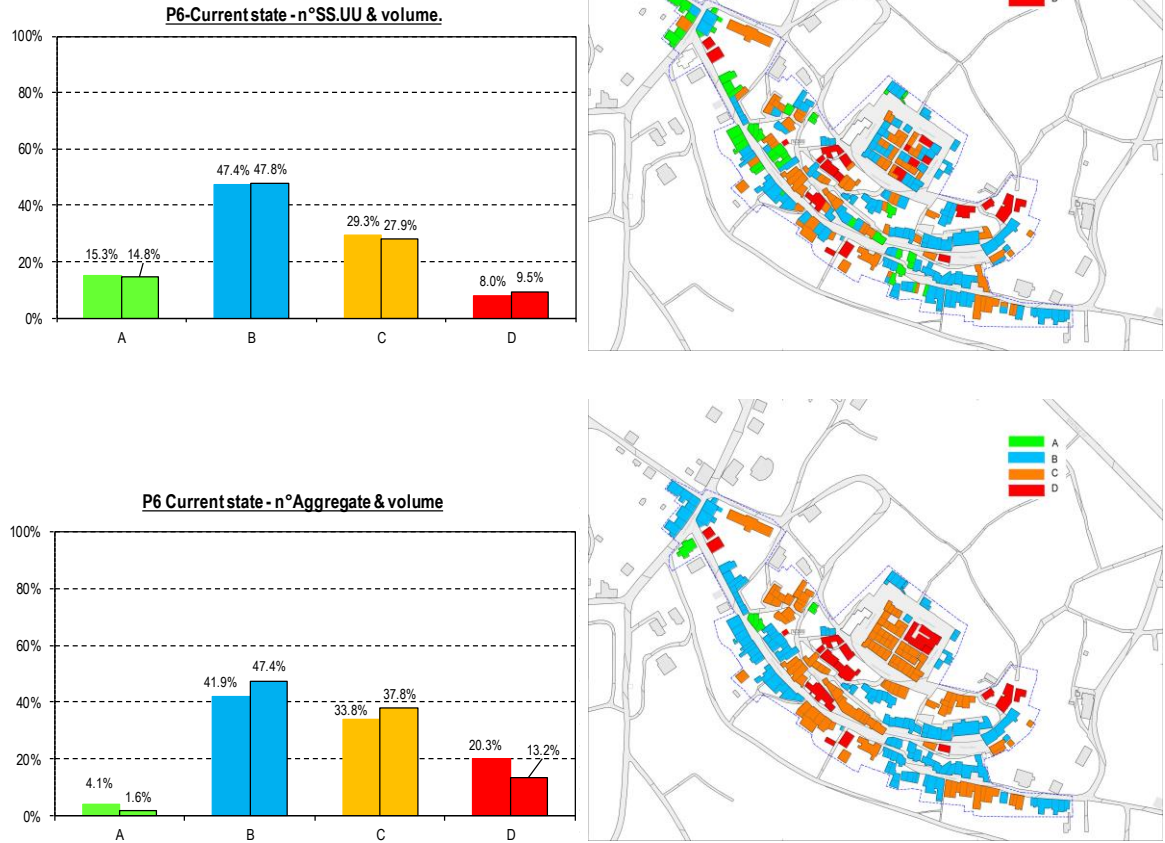 P6-Current state - n°SS.UU & volume.
100%
80%
60%
40%
20%
0%
15.3% 14.8%
47.4% 47.8%
29.3% 27.9%
8.0% 9.5%
A B C D
P6 Current state - n°Aggregate & volume
100%
80%
60%
40%
20%
0%
4.1% 1.6%
41.9% 47.4%
33.8% 37.8%
20.3% 13.2%
A B C D
A
B
C
D